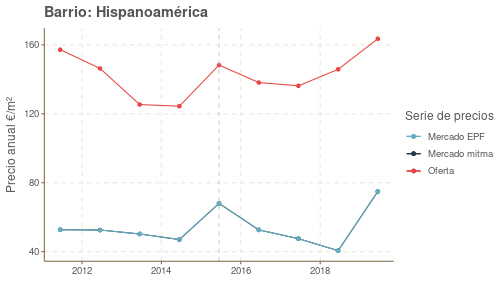 Barrio: Hispanoamérica
Precio anual €/m²
160
120
80
40
2012
2014
2016
2018
Serie de precios
Mercado EPF
Mercado mitma
Oferta